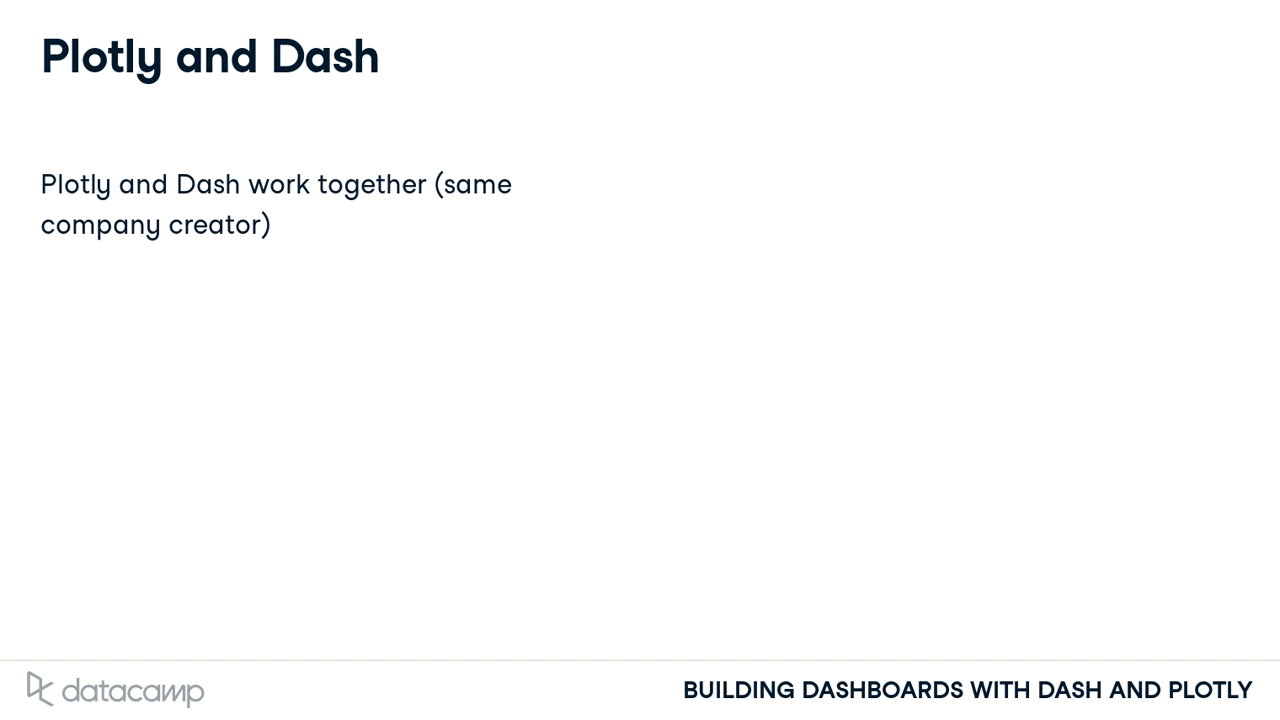 Plotly and Dash
Plotly and Dash work together (same
company creator)
datacamp
BUILDING DASHBOARDS WITH DASH AND PLOTLY